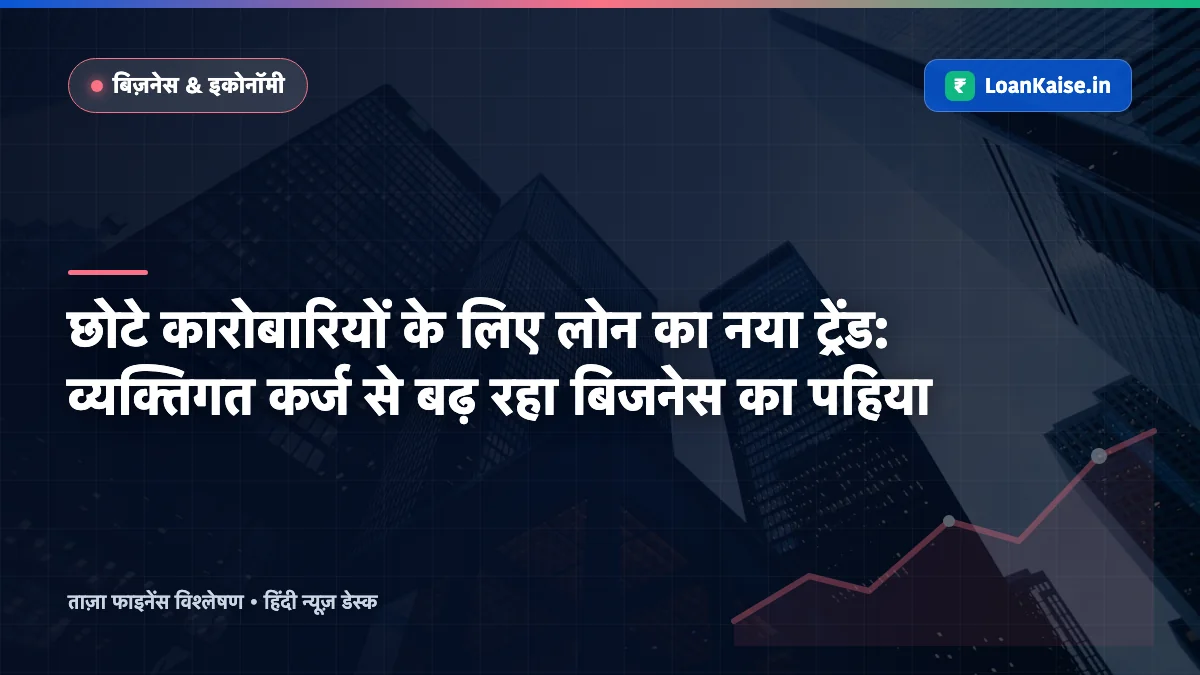 बिज़नेस & इकोनॉमी
₹ LoanKaise.in
छोटे कारोबारियों के लिए लोन का नया ट्रेंड:
व्यक्तिगत कर्ज से बढ़ रहा बिजनेस का पहिया
ताज़ा फाइनेंस विश्लेषण • हिंदी न्यूज़ डेस्क